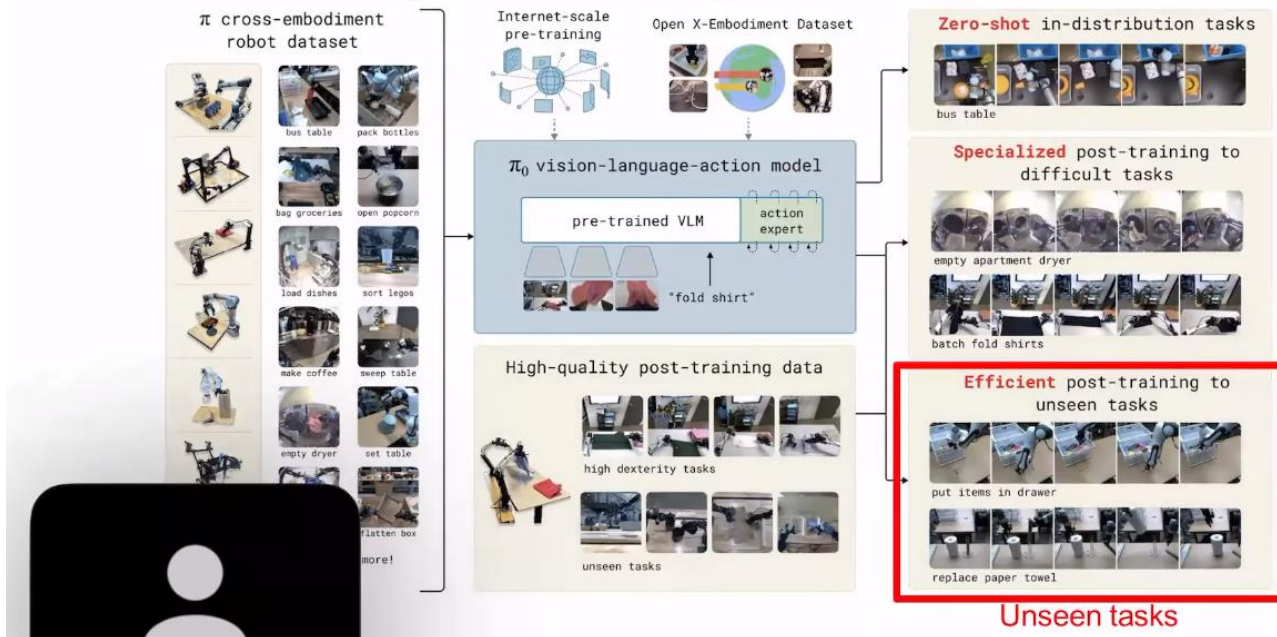 π cross-embodiment
robot dataset
bus table
pack bottles
bag groceries
open popcorn
load dishes
sort legos
make coffee
sweep table
empty dryer
set table
flatten box
more!
Internet-scale
pre-training
Open X-Embodiment Dataset
π₀ vision-language-action model
pre-trained VLM
action
expert
"fold shirt"
High-quality post-training data
high dexterity tasks
unseen tasks
Zero-shot in-distribution tasks
bus table
Specialized post-training to
difficult tasks
empty apartment dryer
batch fold shirts
Efficient post-training to
unseen tasks
put items in drawer
replace paper towel
Unseen tasks